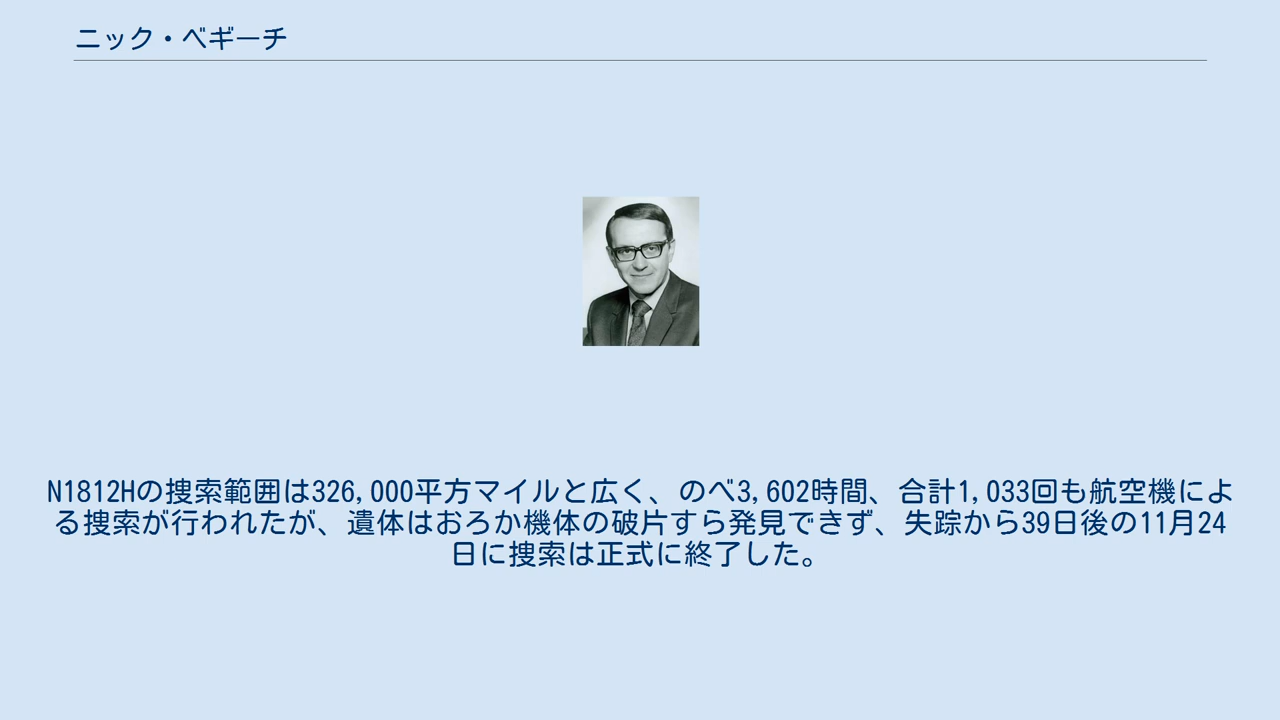 ニック・ベギーチ
N1812Hの捜索範囲は326,000平方マイルと広く、のべ3,602時間、合計1,033回も航空機によ
る捜索が行われたが、遺体はおろか機体の破片すら発見できず、失踪から39日後の11月24
日に捜索は正式に終了した。